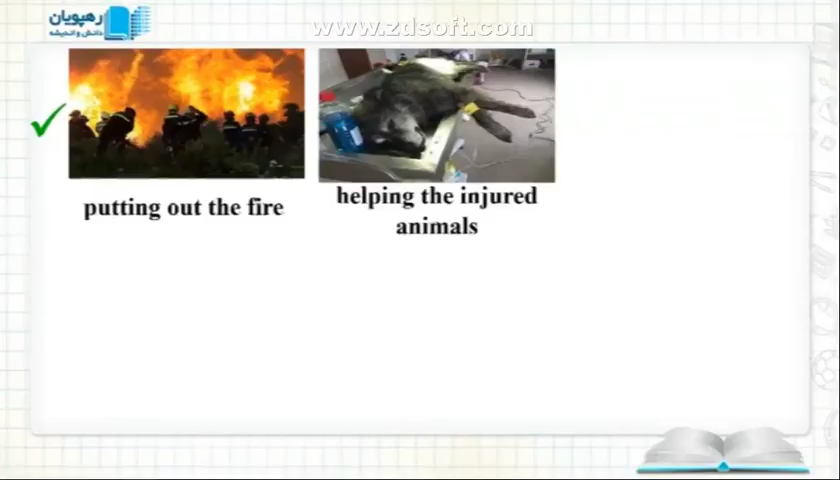 رهپویان
دانش و اندیشه
www.zdsoft.com
putting out the fire
helping the injured
animals